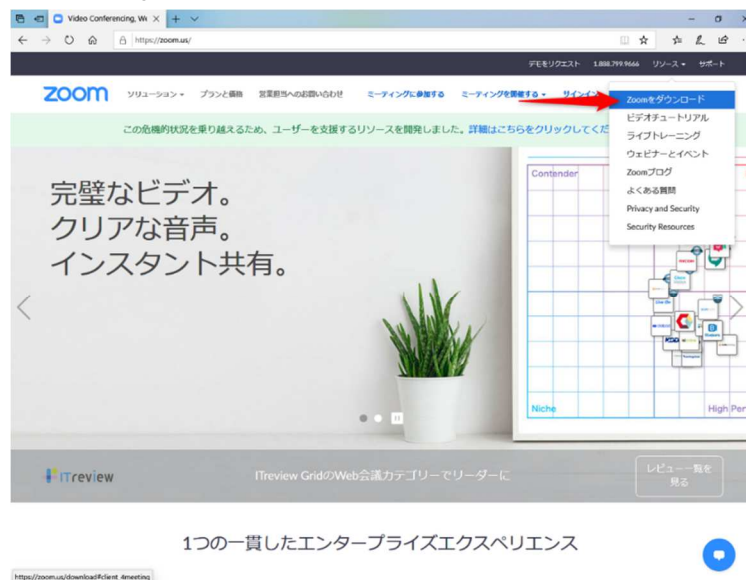 Video Conferencing, We
https://zoom.us/
デモをリクエスト 1.888.799.9666 リソース サポート
zoom ソリューション プランと価格 営業担当へのお問い合わせ ミーティングに参加する ミーティングを開催する サインイン
Zoomをダウンロード
ビデオチュートリアル
ライブトレーニング
ウェビナーとイベント
Zoomブログ
よくある質問
Privacy and Security
Security Resources
この危機的状況を乗り越えるため、ユーザーを支援するリソースを開発しました。詳細はこちらをクリックしてくだ
完璧なビデオ。
クリアな音声。
インスタント共有。
Contender
Niche
High Per
ITreview
ITreview GridのWeb会議カテゴリーでリーダーに
レビュー一覧を
見る
1つの一貫したエンタープライズエクスペリエンス
https://zoom.us/download#client_4meeting